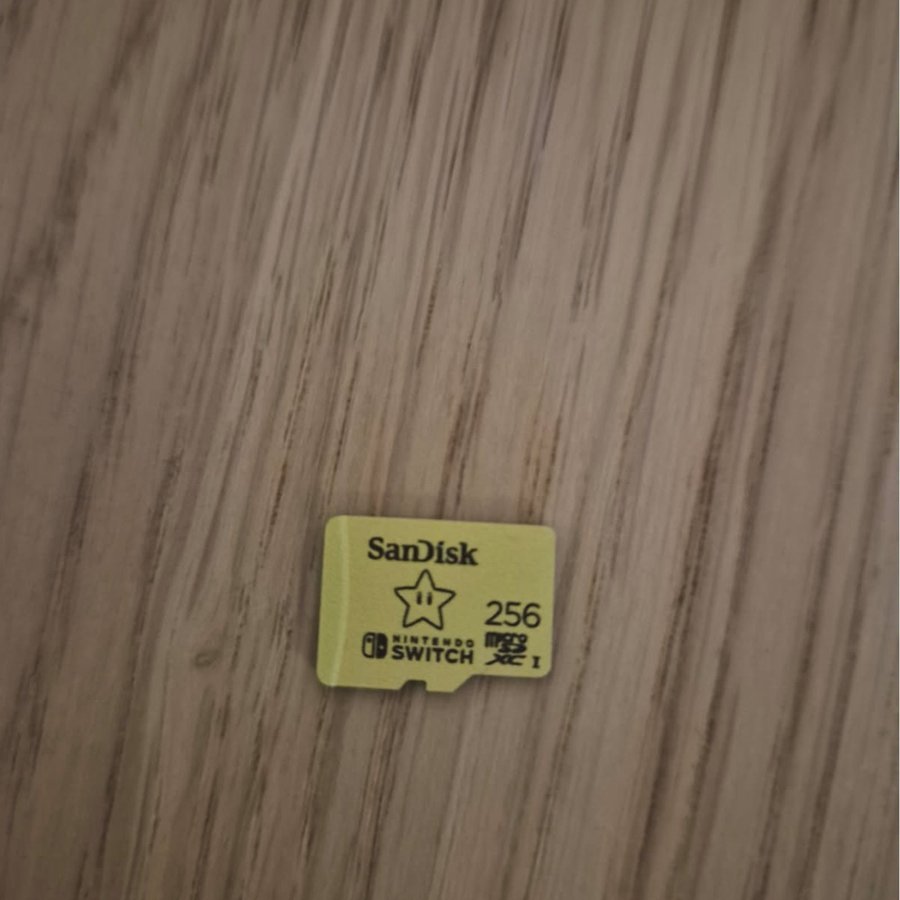 SanDisk
256
NINTENDO
SWITCH
micro
SD
XC I